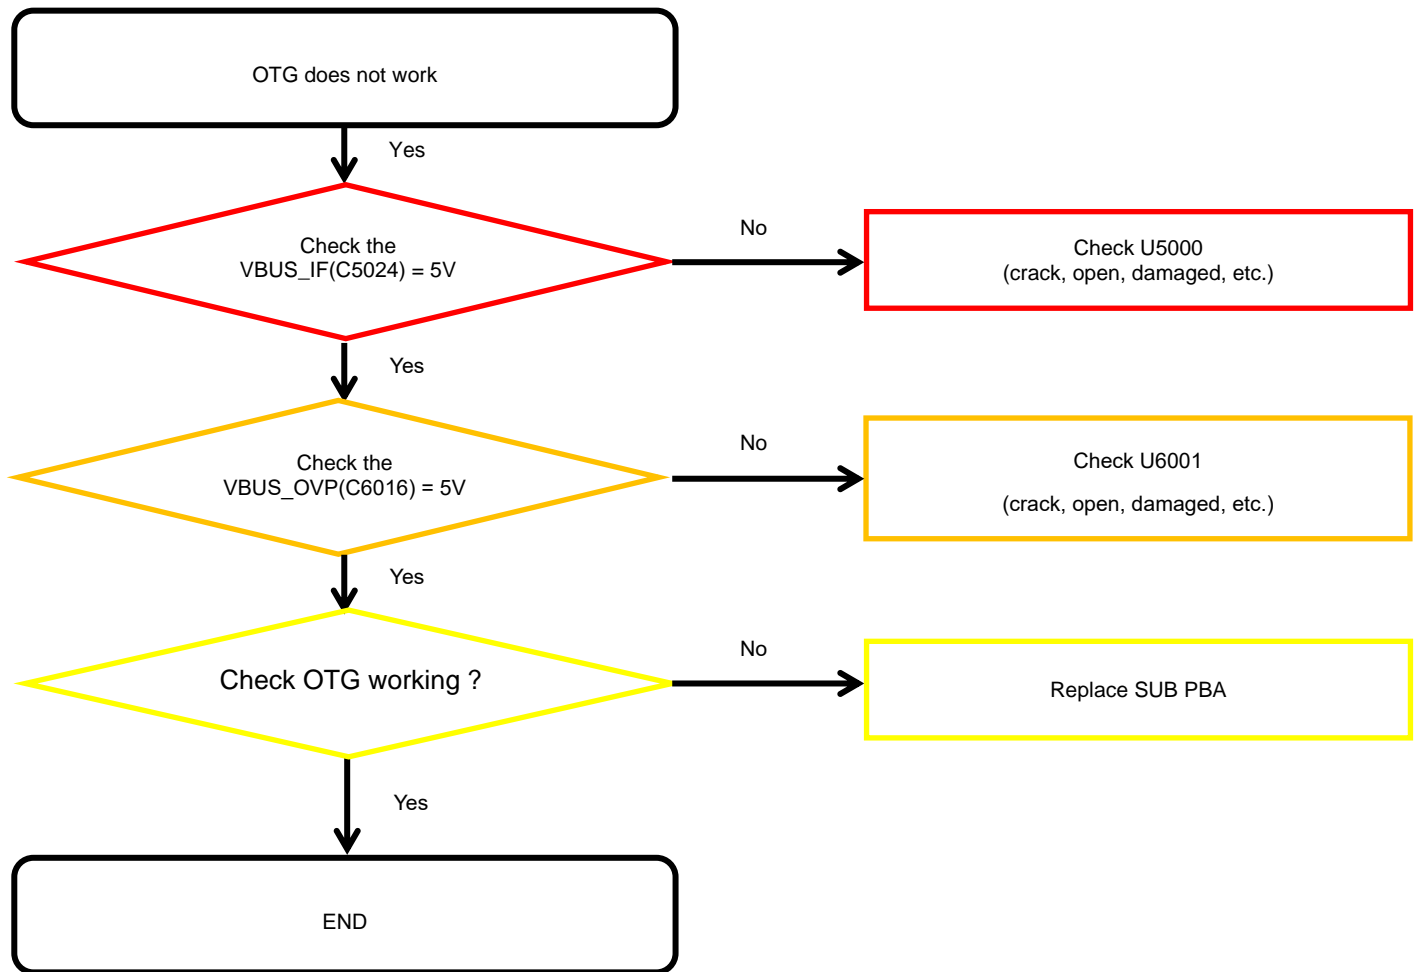 OTG does not work
Yes
Check the
VBUS_IF(C5024) = 5V
No
Check U5000
(crack, open, damaged, etc.)
Yes
Check the
VBUS_OVP(C6016) = 5V
No
Check U6001
(crack, open, damaged, etc.)
Yes
Check OTG working ?
No
Replace SUB PBA
Yes
END